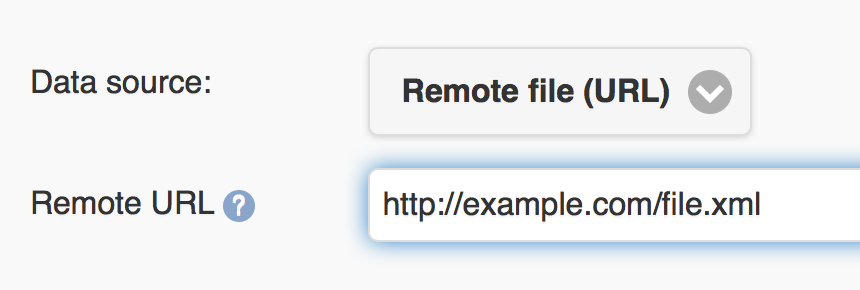 Data source:
Remote file (URL)
Remote URL ?
http://example.com/file.xml